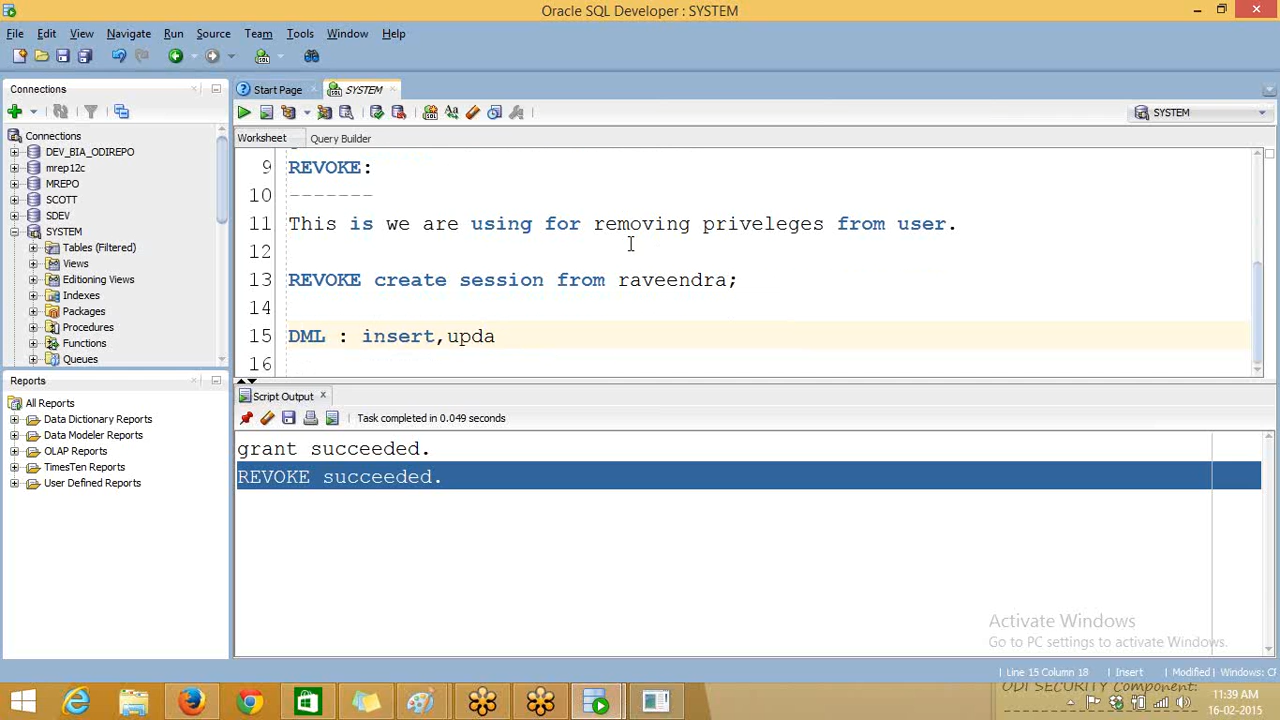 Oracle SQL Developer : SYSTEM
File Edit View Navigate Run Source Team Tools Window Help
Connections
Start Page
SYSTEM
SYSTEM
Worksheet Query Builder
Connections
DEV_BIA_ODIREPO
mrep12c
MREPO
SCOTT
SDEV
SYSTEM
Tables (Filtered)
Views
Editioning Views
Indexes
Packages
Procedures
Functions
Queues
9 REVOKE:
10 -------
11 This is we are using for removing priveleges from user.
12
13 REVOKE create session from raveendra;
14
15 DML : insert,upda
16
Reports
All Reports
Data Dictionary Reports
Data Modeler Reports
OLAP Reports
TimesTen Reports
User Defined Reports
Script Output
Task completed in 0.049 seconds
grant succeeded.
REVOKE succeeded.
Activate Windows
Go to PC settings to activate Windows.
Line 15 Column 18 Insert Modified Windows: CF
ODI SECURITY Component:
11:39 AM
16-02-2015